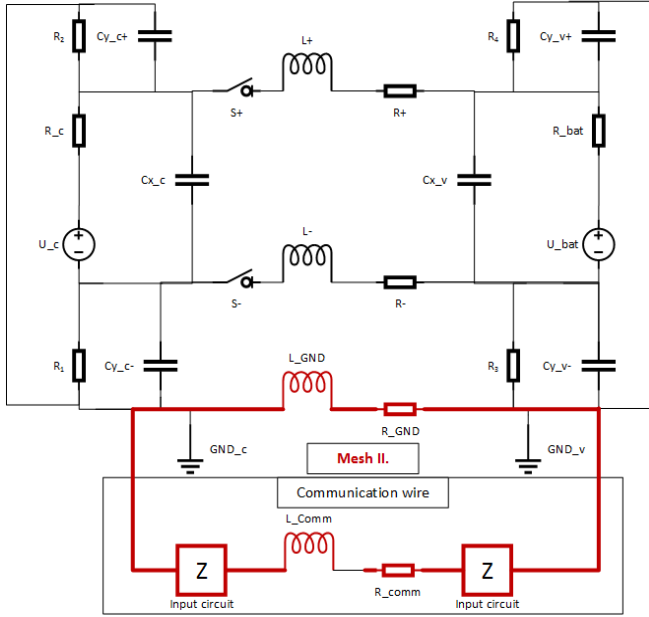 L+
R₂
Cy_c+
R₄
Cy_v+
S+
R+
R_c
R_bat
Cx_c
Cx_v
L-
U_c
U_bat
S-
R-
L_GND
R₁
Cy_c-
R₃
Cy_v-
R_GND
GND_c
GND_v
Mesh II.
Communication wire
L_Comm
Z
Z
R_comm
Input circuit
Input circuit